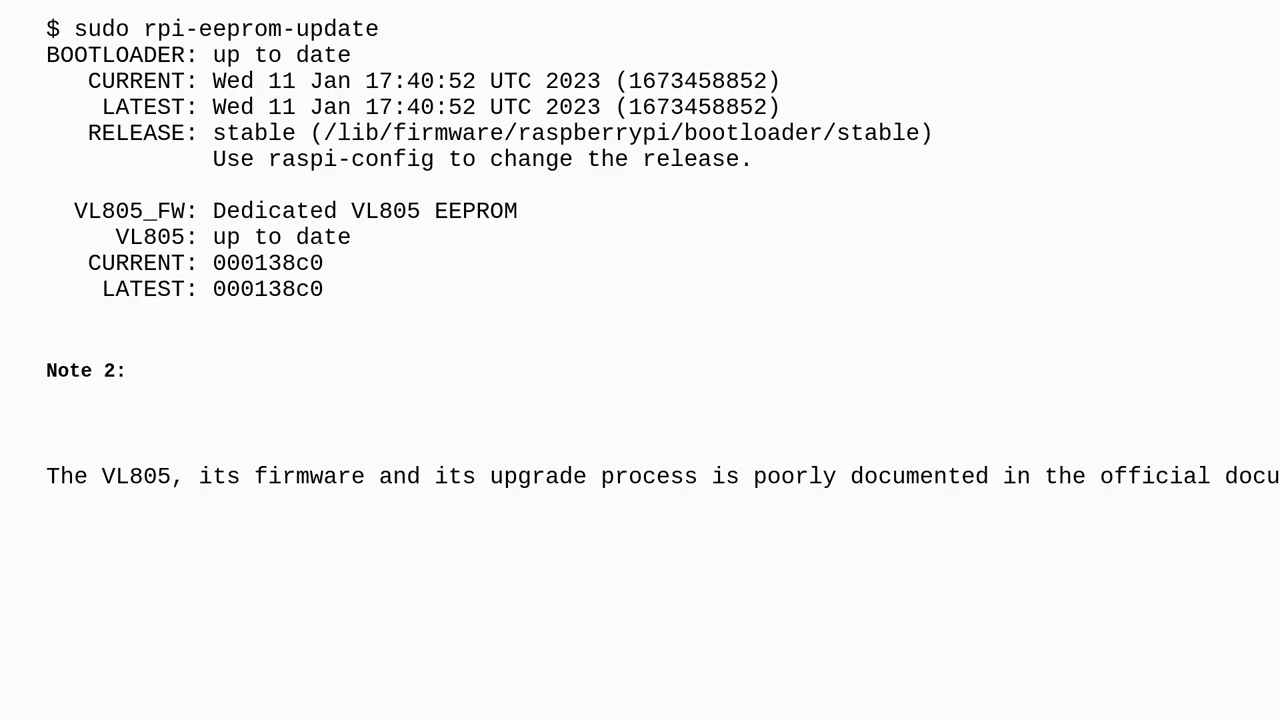 $ sudo rpi-eeprom-update
BOOTLOADER: up to date
   CURRENT: Wed 11 Jan 17:40:52 UTC 2023 (1673458852)
    LATEST: Wed 11 Jan 17:40:52 UTC 2023 (1673458852)
   RELEASE: stable (/lib/firmware/raspberrypi/bootloader/stable)
            Use raspi-config to change the release.

  VL805_FW: Dedicated VL805 EEPROM
     VL805: up to date
   CURRENT: 000138c0
    LATEST: 000138c0

Note 2:

The VL805, its firmware and its upgrade process is poorly documented in the official docu